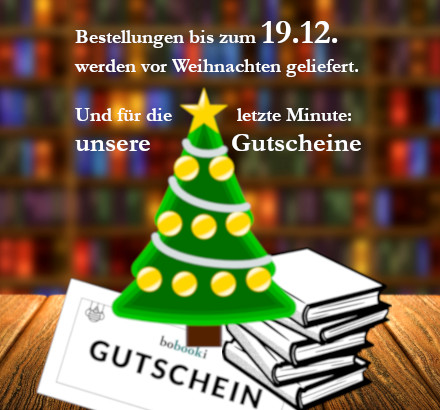 Bestellungen bis zum 19.12.
werden vor Weihnachten geliefert.
Und für die letzte Minute:
unsere Gutscheine
bobooki
GUTSCHEIN